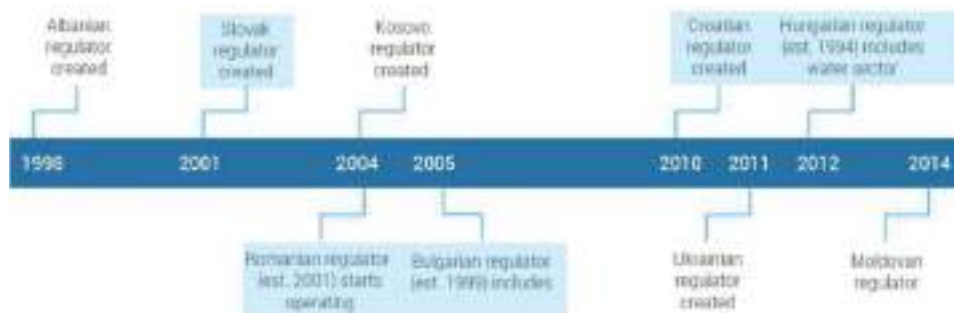 Albanian
regulator
created
Slovak
regulator
created
Kosovo
regulator
created
Croatian
regulator
created
Hungarian regulator
(est. 1994) includes
water sector
1998 2001 2004 2005 2010 2011 2012 2014
Romanian regulator
(est. 2001) starts
operating
Bulgarian regulator
(est. 1999) includes
Ukrainian
regulator
created
Moldovan
regulator